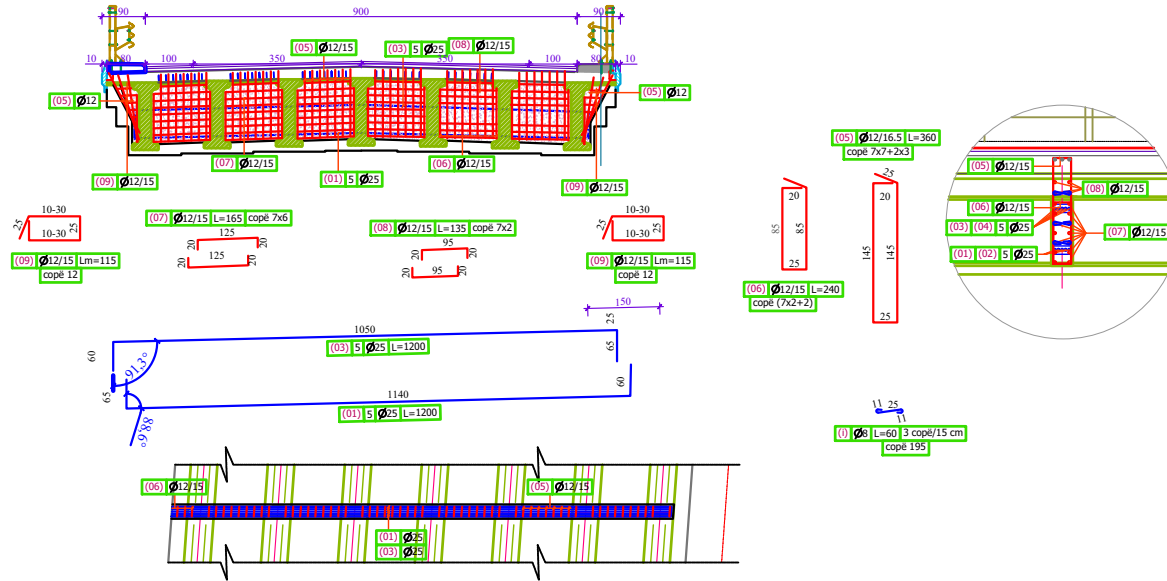 90 900 90
10 80 100 350 350 100 80 10
(05) Ø12/15
(03) 5 Ø25
(08) Ø12/15
(05) Ø12
(05) Ø12
(07) Ø12/15
(01) 5 Ø25
(06) Ø12/15
(09) Ø12/15
(09) Ø12/15
10-30
25 10-30 25
(09) Ø12/15 Lm=115
copë 12
(07) Ø12/15 L=165 copë 7x6
125
20 20
20 125 20
(08) Ø12/15 L=135 copë 7x2
95
20 20
20 95 20
10-30
25 10-30 25
(09) Ø12/15 Lm=115
copë 12
(05) Ø12/16.5 L=360
copë 7x7+2x3
20
85 85
25
(06) Ø12/15 L=240
copë (7x2+2)
25
20
145 145
25
(05) Ø12/15
(08) Ø12/15
(06) Ø12/15
(03) (04) 5 Ø25
(07) Ø12/15
(01) (02) 5 Ø25
150
25
1050
60 65
(03) 5 Ø25 L=1200
91,3°
65 60
1140
(01) 5 Ø25 L=1200
88,6°
11 25
11
(i) Ø8 L=60 3 copë/15 cm
copë 195
(06) Ø12/15
(05) Ø12/15
(01) Ø25
(03) Ø25